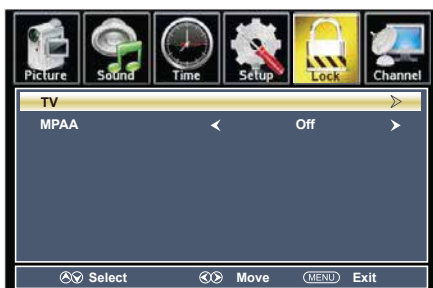 Picture Sound Time Setup Lock Channel
TV
MPAA Off
Select Move MENU Exit